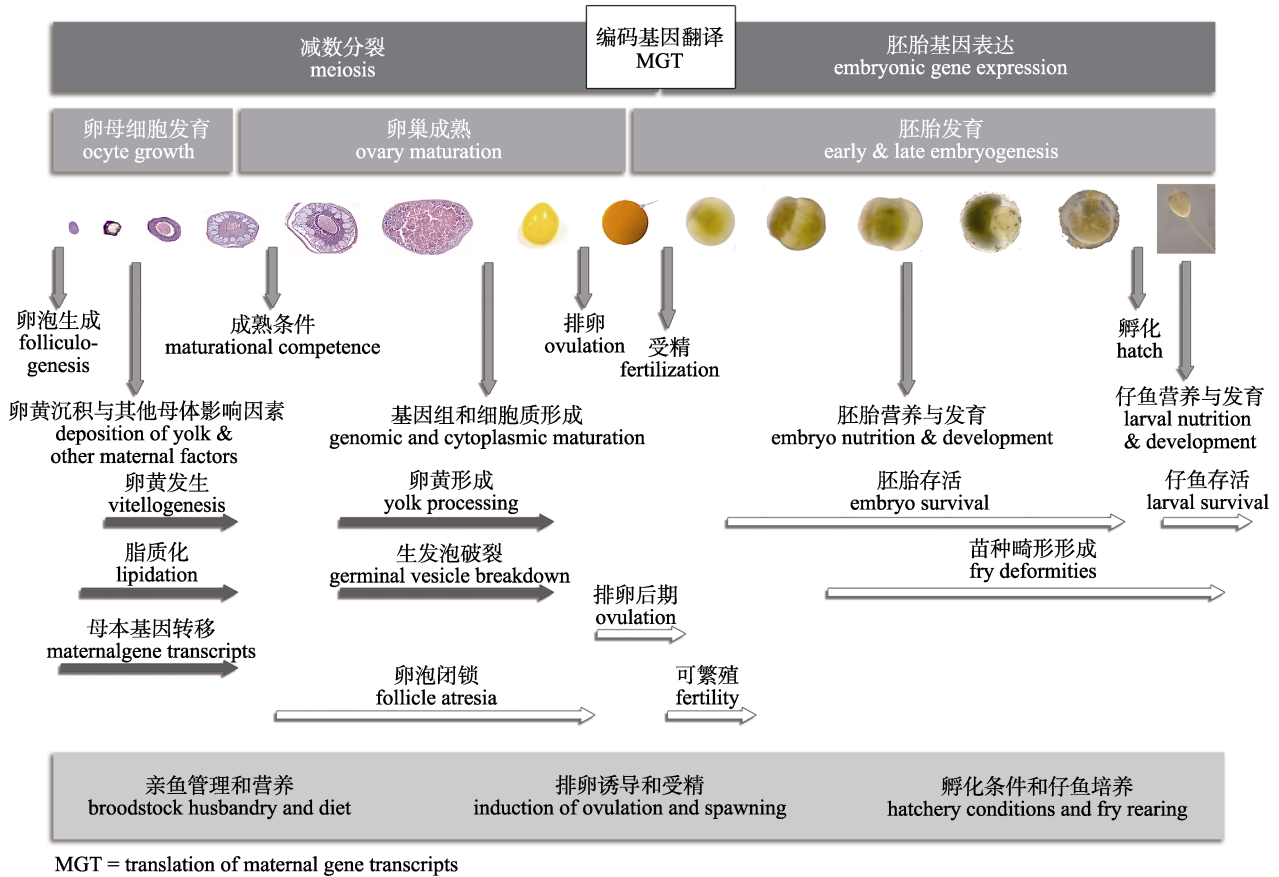 减数分裂
meiosis
编码基因翻译
MGT
胚胎基因表达
embryonic gene expression
卵母细胞发育
ocyte growth
卵巢成熟
ovary maturation
胚胎发育
early & late embryogenesis
卵泡生成
folliculo-
genesis
成熟条件
maturational competence
排卵
ovulation
受精
fertilization
孵化
hatch
卵黄沉积与其他母体影响因素
deposition of yolk &
other maternal factors
基因组和细胞质形成
genomic and cytoplasmic maturation
胚胎营养与发育
embryo nutrition & development
仔鱼营养与发育
larval nutrition
& development
卵黄发生
vitellogenesis
卵黄形成
yolk processing
胚胎存活
embryo survival
仔鱼存活
larval survival
脂质化
lipidation
生发泡破裂
germinal vesicle breakdown
苗种畸形形成
fry deformities
排卵后期
ovulation
母本基因转移
maternalgene transcripts
卵泡闭锁
follicle atresia
可繁殖
fertility
亲鱼管理和营养
broodstock husbandry and diet
排卵诱导和受精
induction of ovulation and spawning
孵化条件和仔鱼培养
hatchery conditions and fry rearing
MGT = translation of maternal gene transcripts